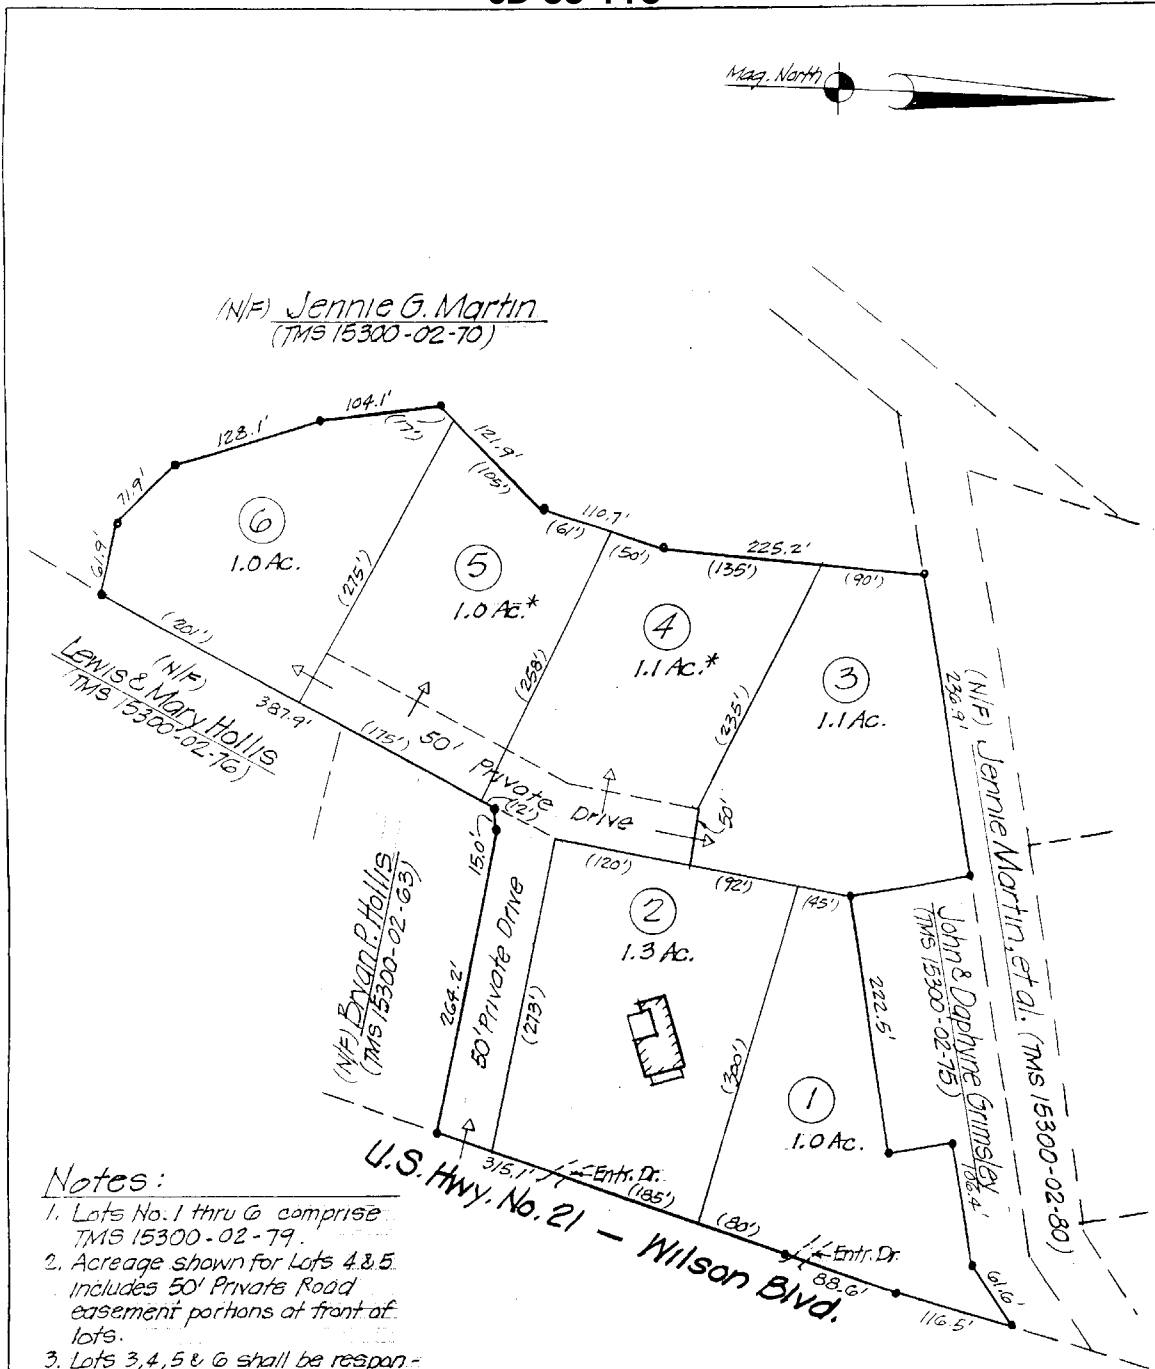 Mag. North
(N/F) Jennie G. Martin
(TMS 15300-02-70)
104.1'
(17')
128.1'
121.9'
(105')
71.9'
110.7'
(61')
(50')
225.2'
(135')
(90')
61.9'
6
1.0 Ac.
(275')
5
1.0 Ac.*
(258')
4
1.1 Ac.*
(235')
3
1.1 Ac.
236.9'
(201')
(N/F)
Lewis & Mary Hollis
(TMS 15300-02-76)
387.9'
(175')
50' Private Drive
(12')
50'
15.0'
(120')
(92')
(45')
(N/F) Jennie Martin, et al. (TMS 15300-02-80)
John & Daphyne Grimsley
(TMS 15300-02-75)
(N/F) Bryan P. Hollis
(TMS 15300-02-63)
264.2'
50' Private Drive
(273')
2
1.3 Ac.
(300')
222.5'
1
1.0 Ac.
106.4'
61.6'
315.1'
Entr. Dr.
(185')
(80')
Entr. Dr.
88.6'
116.5'
U.S. Hwy. No. 21 – Wilson Blvd.
Notes:
1. Lots No. 1 thru 6 comprise
TMS 15300-02-79.
2. Acreage shown for Lots 4 & 5
includes 50' Private Road
easement portions at front of
lots.
3. Lots 3, 4, 5 & 6 shall be respon-